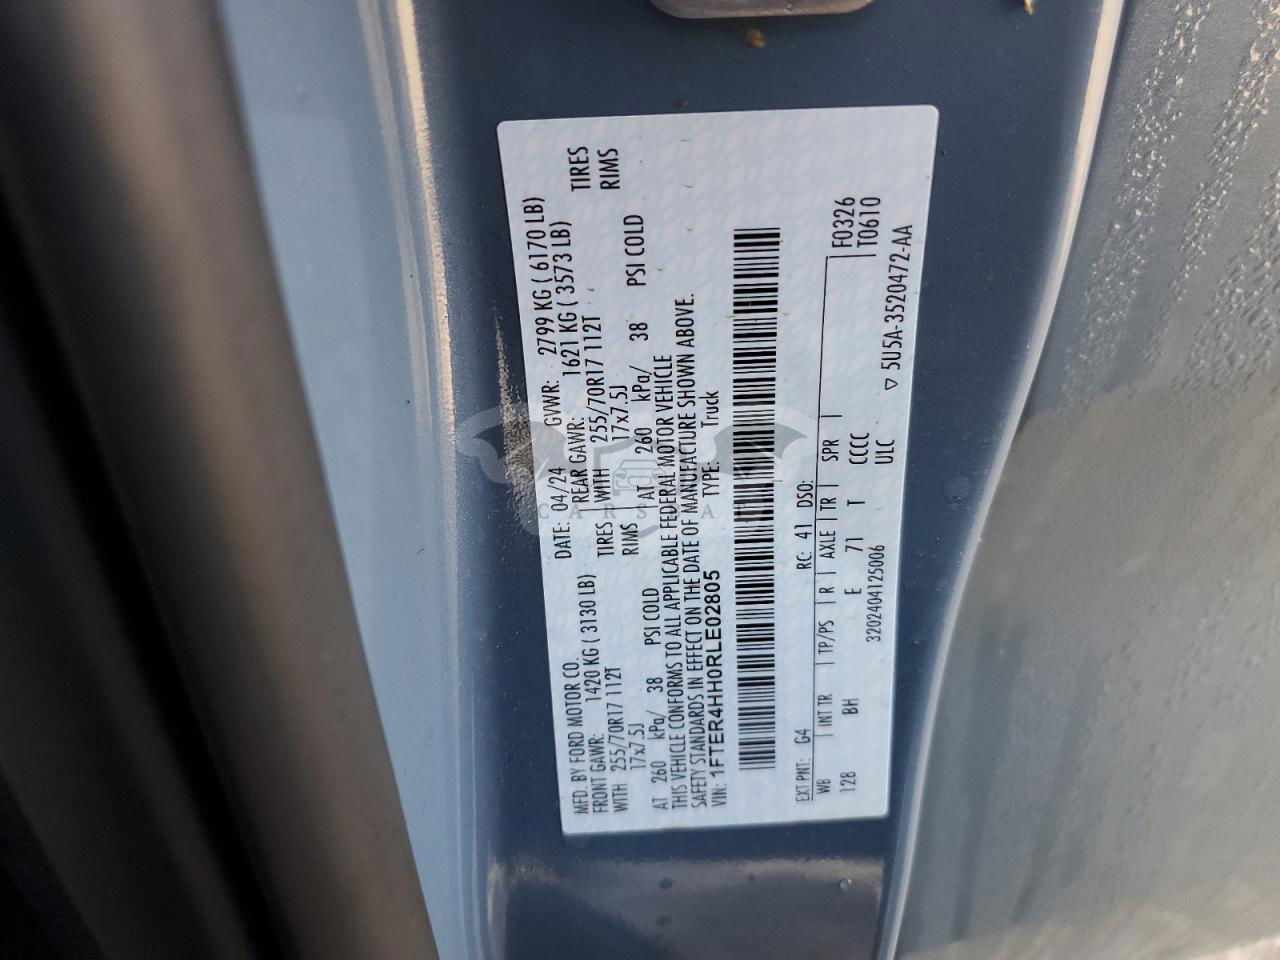 MFD. BY FORD MOTOR CO.
DATE: 04/24 GVWR: 2799 KG ( 6170 LB)
FRONT GAWR: 1420 KG ( 3130 LB) REAR GAWR: 1621 KG ( 3573 LB)
WITH 255/70R17 112T TIRES WITH 255/70R17 112T TIRES
17x7.5J RIMS 17x7.5J RIMS
AT 260 kPa/ 38 PSI COLD AT 260 kPa/ 38 PSI COLD
THIS VEHICLE CONFORMS TO ALL APPLICABLE FEDERAL MOTOR VEHICLE
SAFETY STANDARDS IN EFFECT ON THE DATE OF MANUFACTURE SHOWN ABOVE.
VIN: 1FTER4HH0RLE02805 TYPE: Truck
EXT PNT: G4 RC: 41 DSO: F0326
WB INT TR TP/PS R AXLE TR SPR T0610
128 BH E 71 T CCCC
3202404125006 ULC ▽ 5U5A-3520472-AA